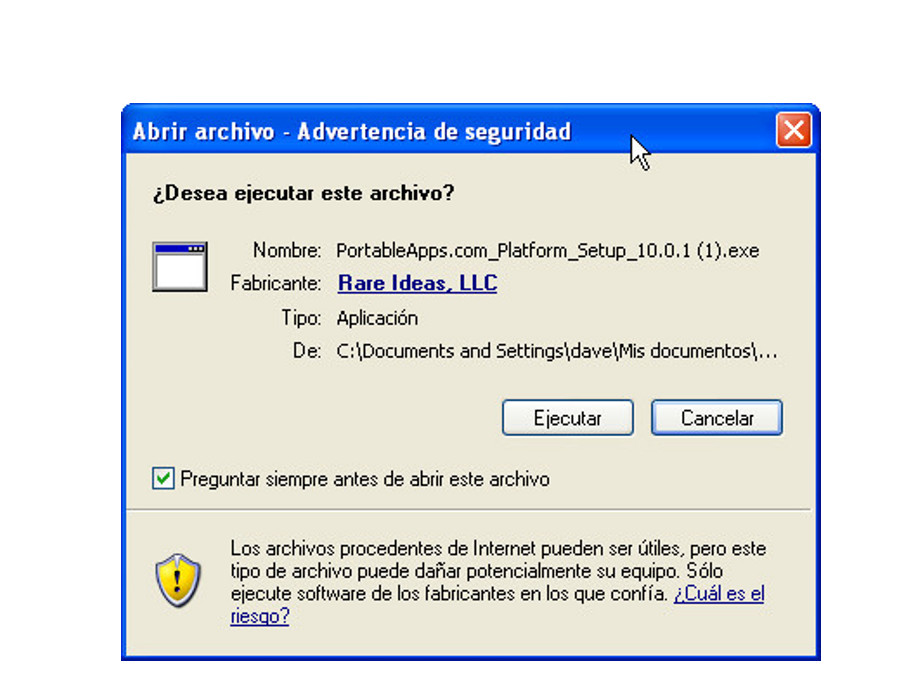 Abrir archivo - Advertencia de seguridad
¿Desea ejecutar este archivo?
Nombre: PortableApps.com_Platform_Setup_10.0.1 (1).exe
Fabricante: Rare Ideas, LLC
Tipo: Aplicación
De: C:\Documents and Settings\dave\Mis documentos\...
Ejecutar Cancelar
Preguntar siempre antes de abrir este archivo
Los archivos procedentes de Internet pueden ser útiles, pero este
tipo de archivo puede dañar potencialmente su equipo. Sólo
ejecute software de los fabricantes en los que confía. ¿Cuál es el
riesgo?